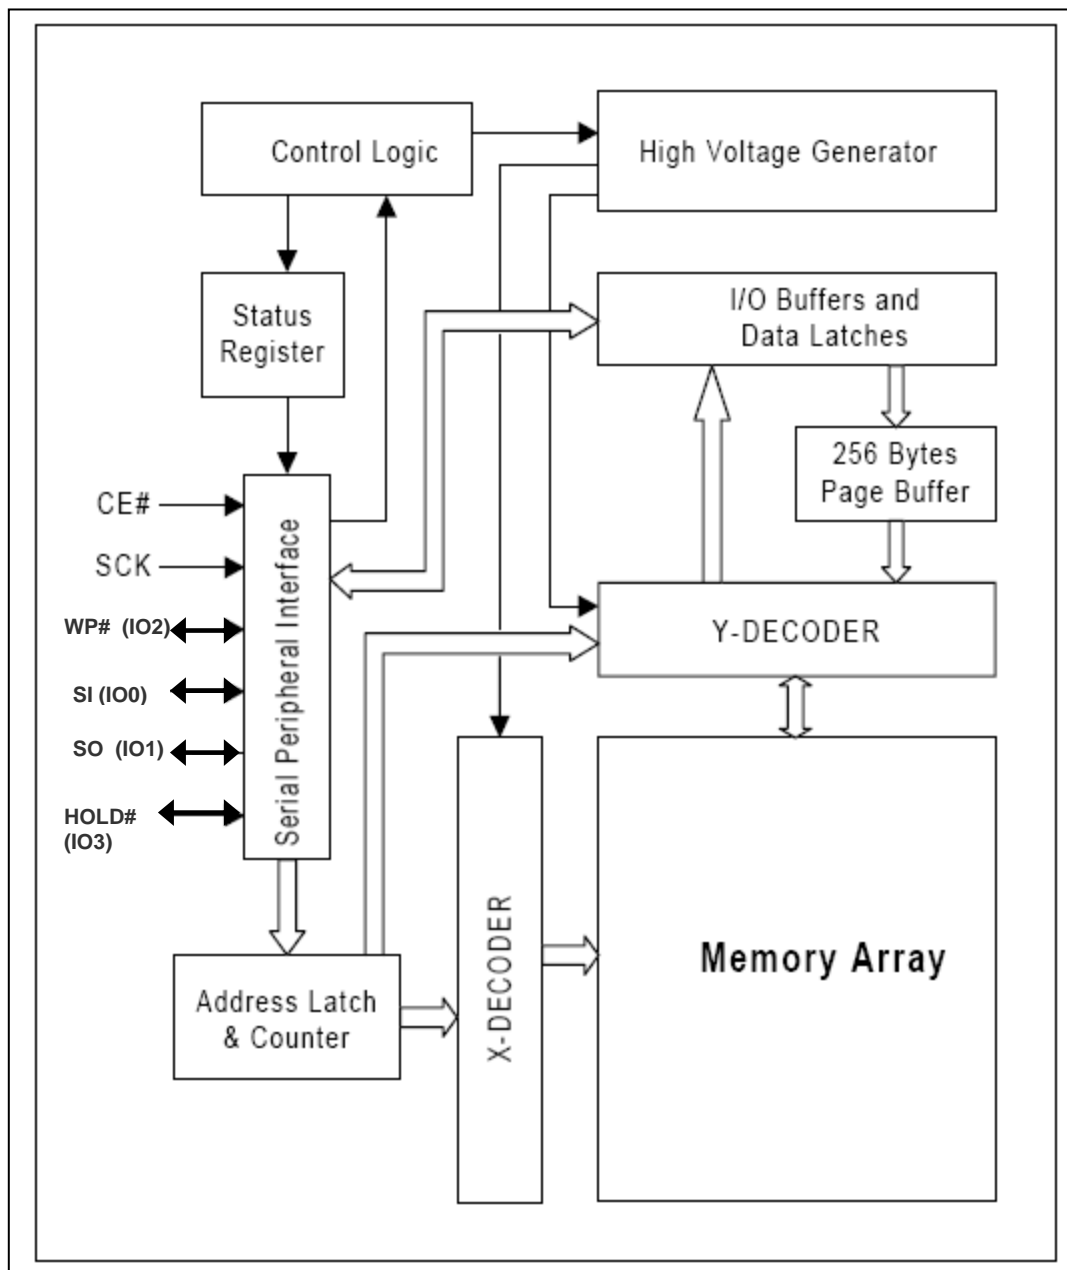 Control Logic
High Voltage Generator
Status
Register
I/O Buffers and
Data Latches
256 Bytes
Page Buffer
CE#
SCK
WP# (IO2)
SI (IO0)
SO (IO1)
HOLD#
(IO3)
Serial Peripheral Interface
Y-DECODER
Address Latch
& Counter
X-DECODER
Memory Array